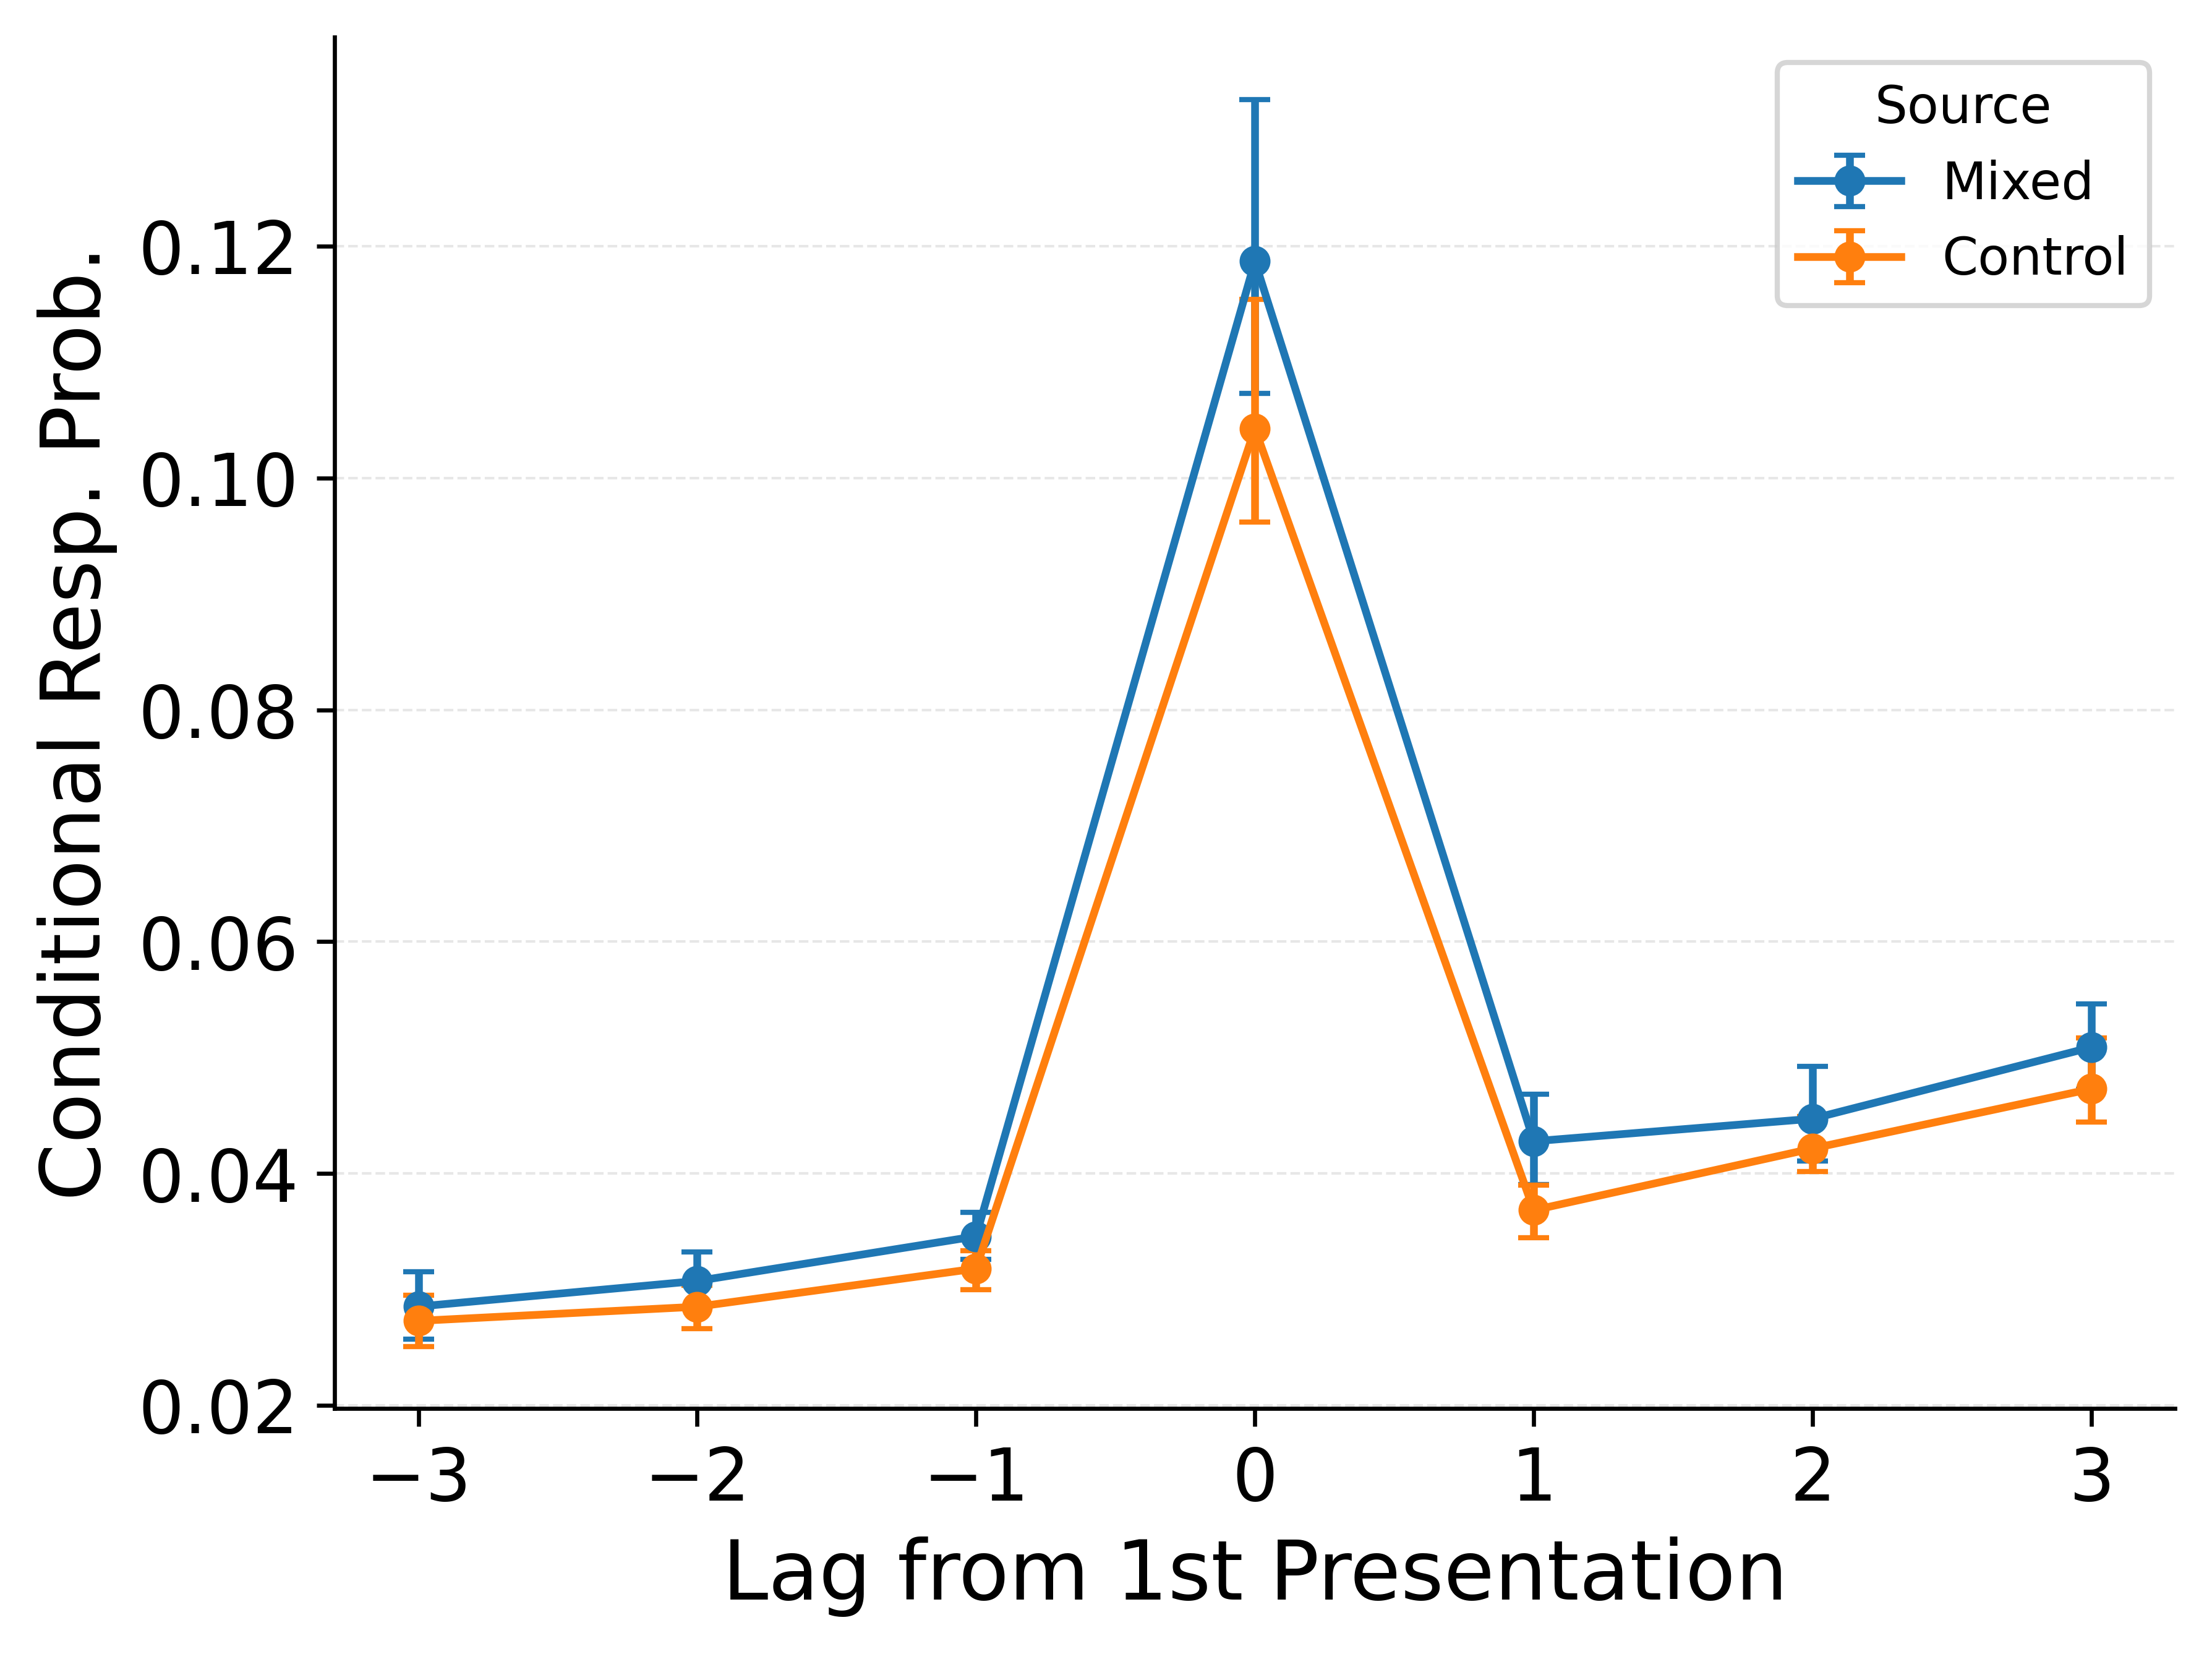 Source
Mixed
Control
Conditional Resp. Prob.
0.12
0.10
0.08
0.06
0.04
0.02
−3 −2 −1 0 1 2 3
Lag from 1st Presentation